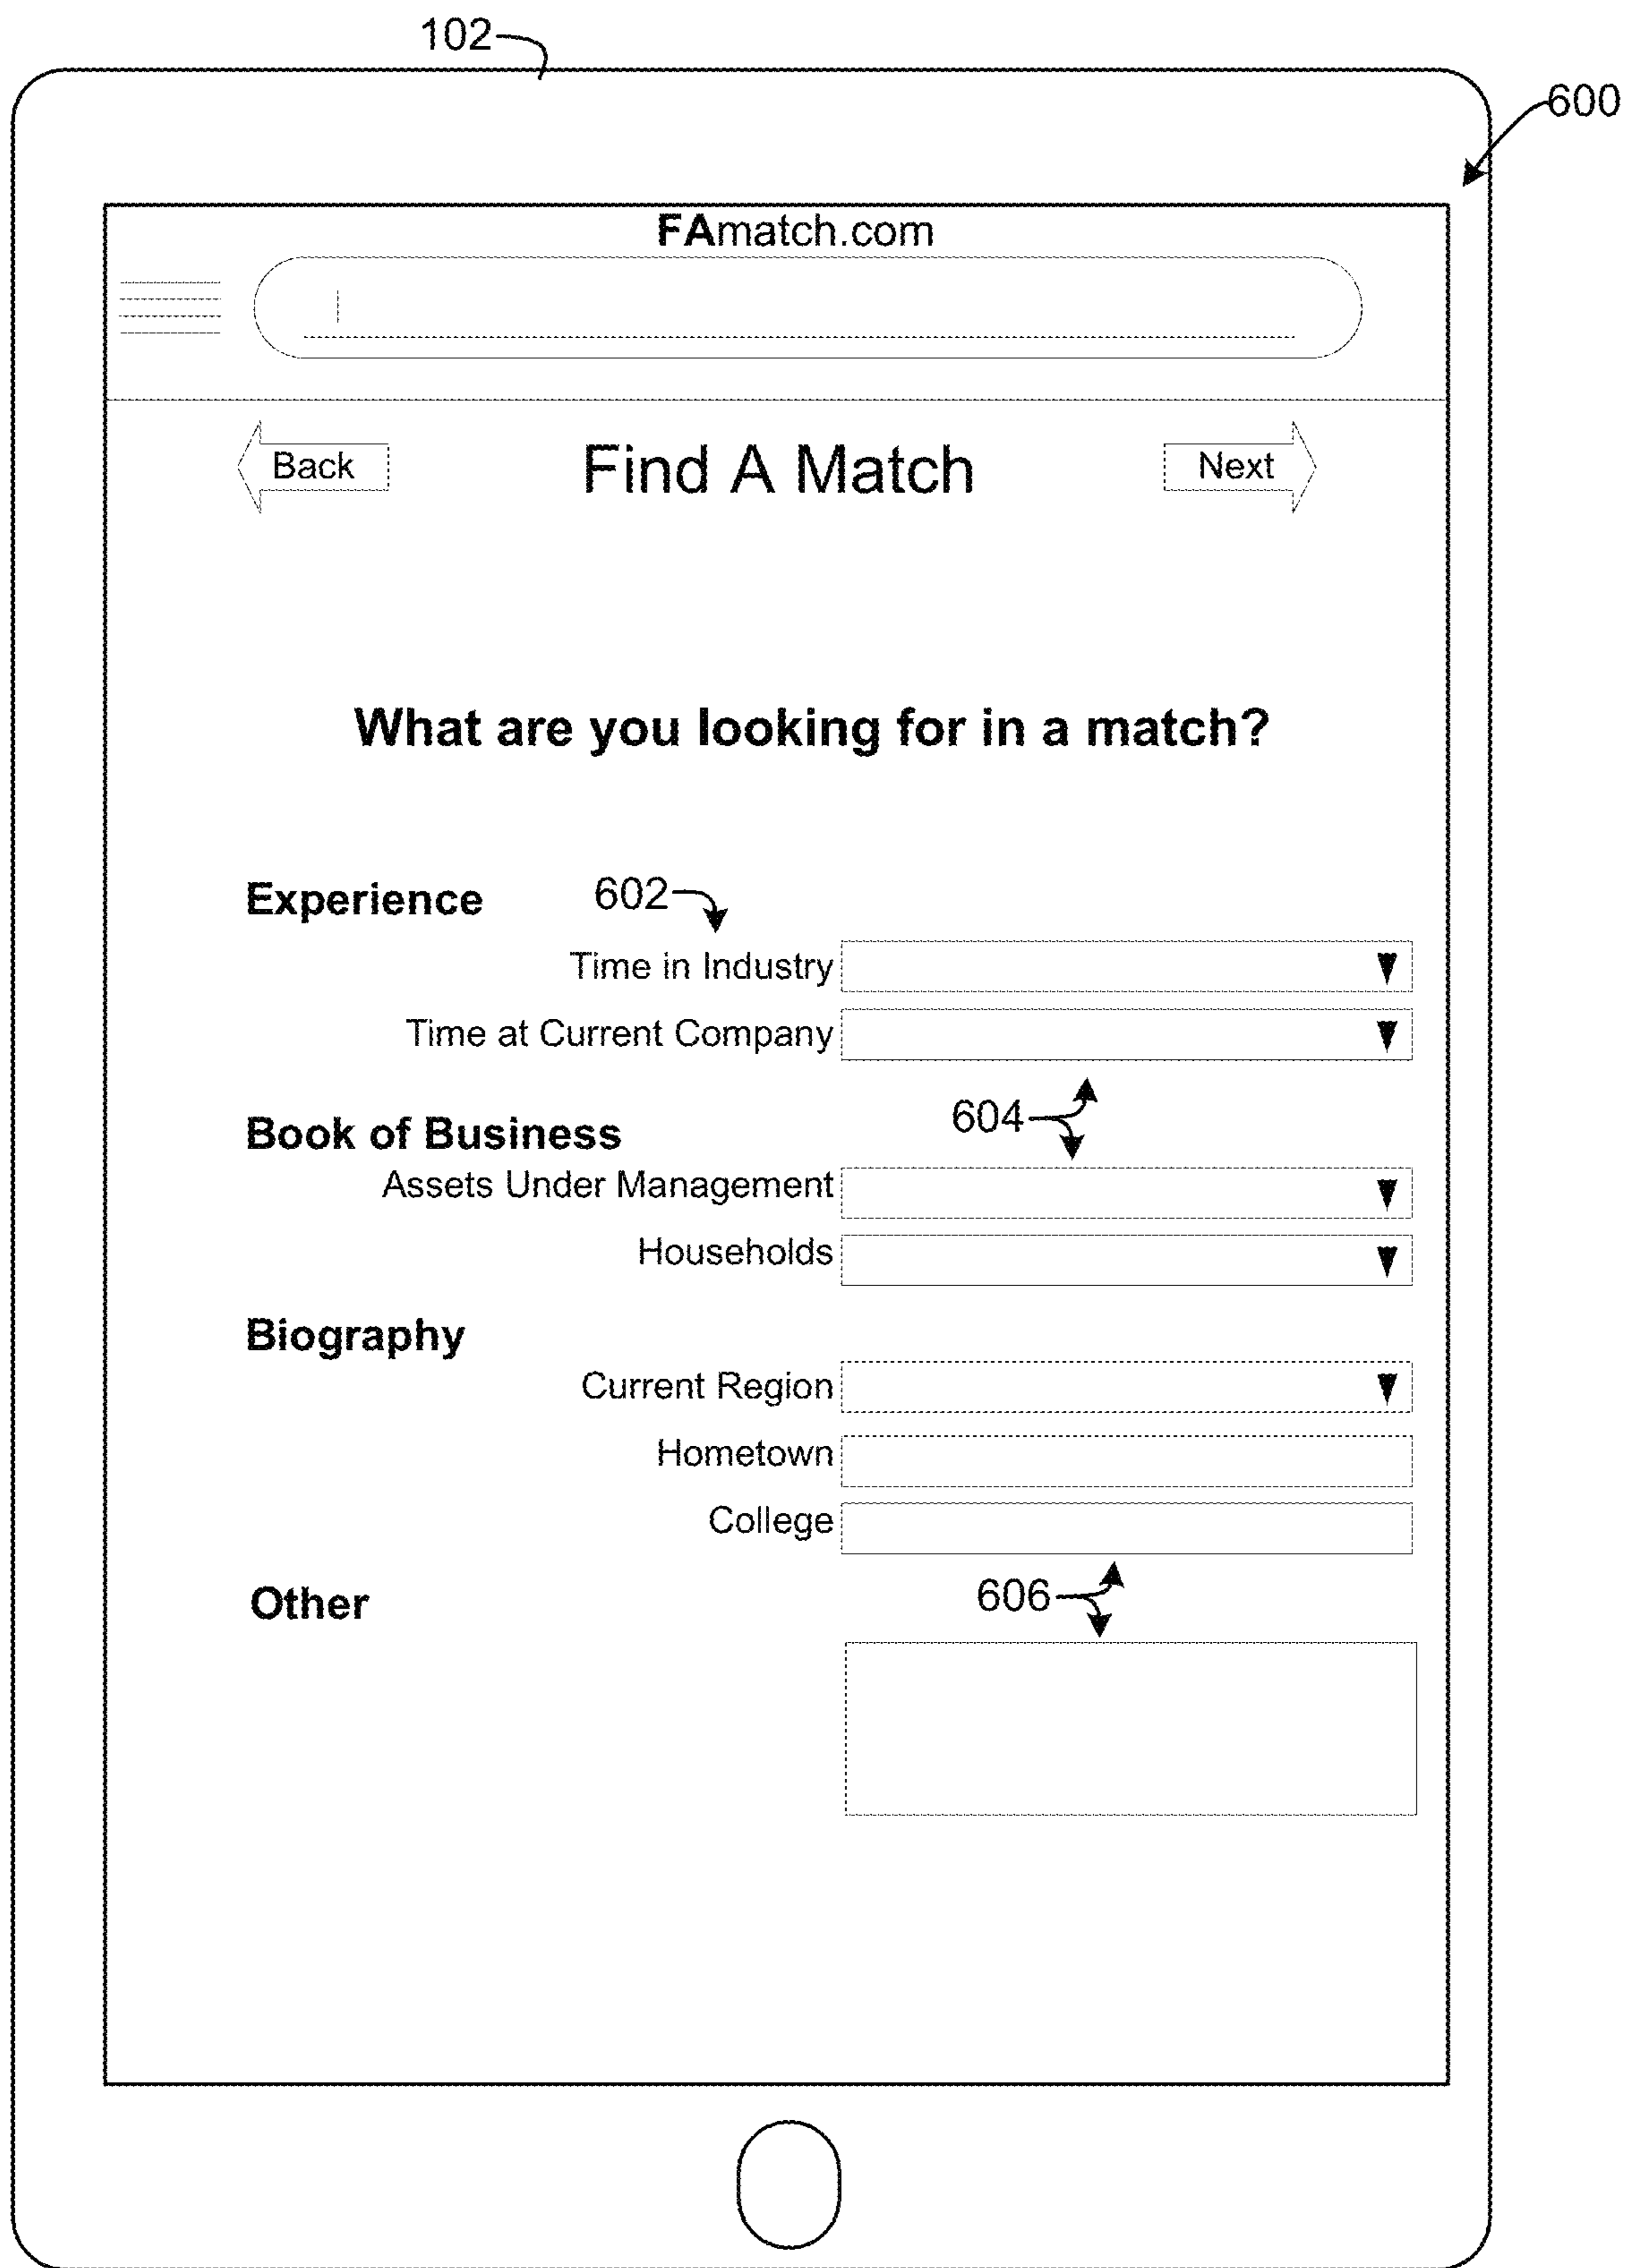 102
600
FAmatch.com
Back Find A Match Next
What are you looking for in a match?
Experience 602
Time in Industry
Time at Current Company
604
Book of Business
Assets Under Management
Households
Biography
Current Region
Hometown
College
606
Other